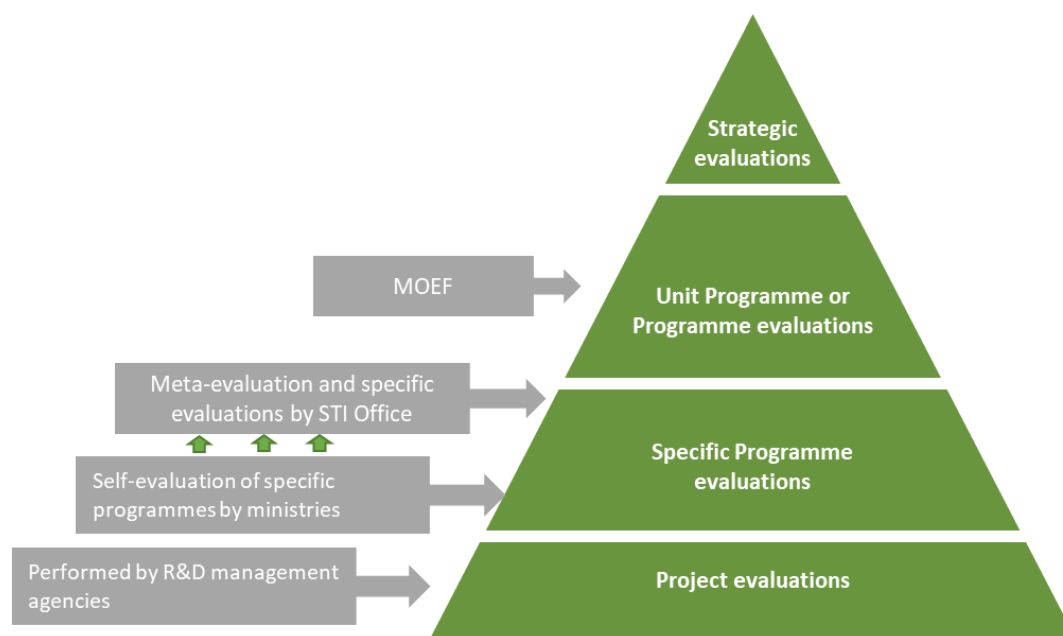 Strategic
evaluations
MOEF
Unit Programme or
Programme evaluations
Meta-evaluation and specific
evaluations by STI Office
Specific Programme
evaluations
Self-evaluation of specific
programmes by ministries
Performed by R&D management
agencies
Project evaluations